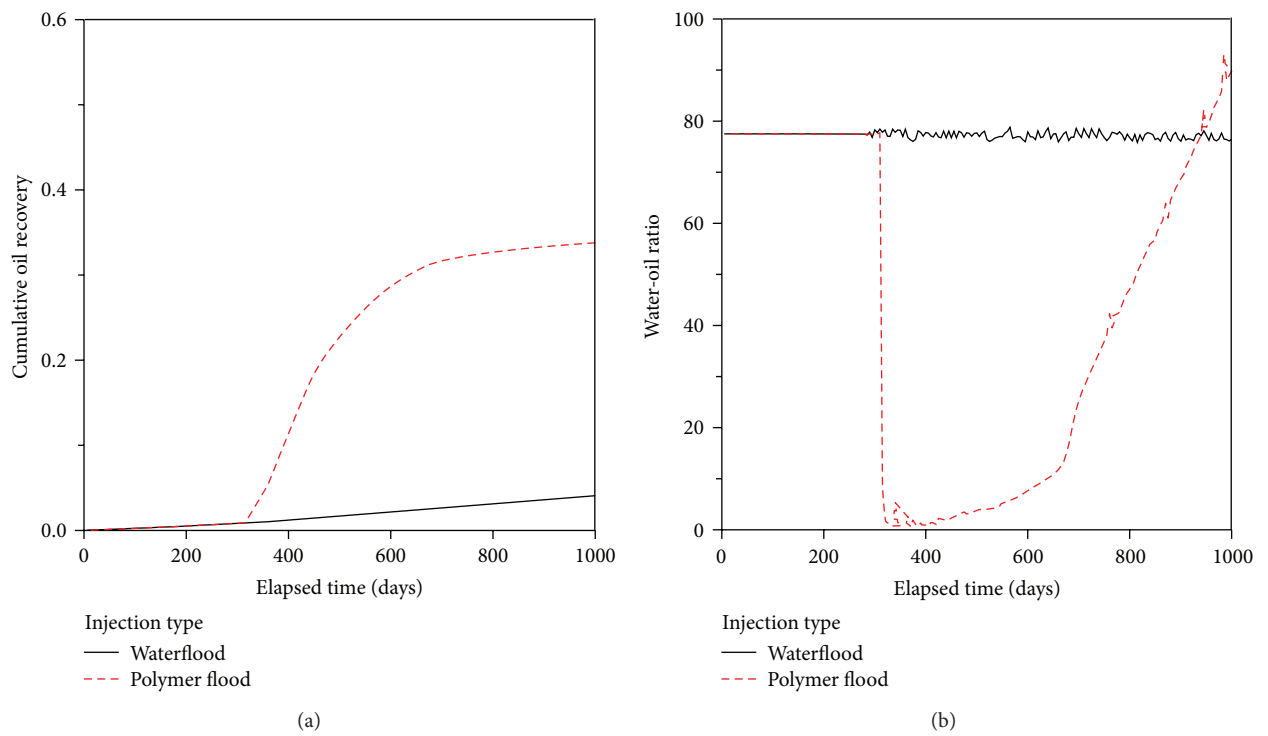 0.6
0.4
0.2
0.0
Cumulative oil recovery
0 200 400 600 800 1000
Elapsed time (days)
Injection type
Waterflood
Polymer flood
(a)
100
80
60
40
20
0
Water-oil ratio
0 200 400 600 800 1000
Elapsed time (days)
Injection type
Waterflood
Polymer flood
(b)